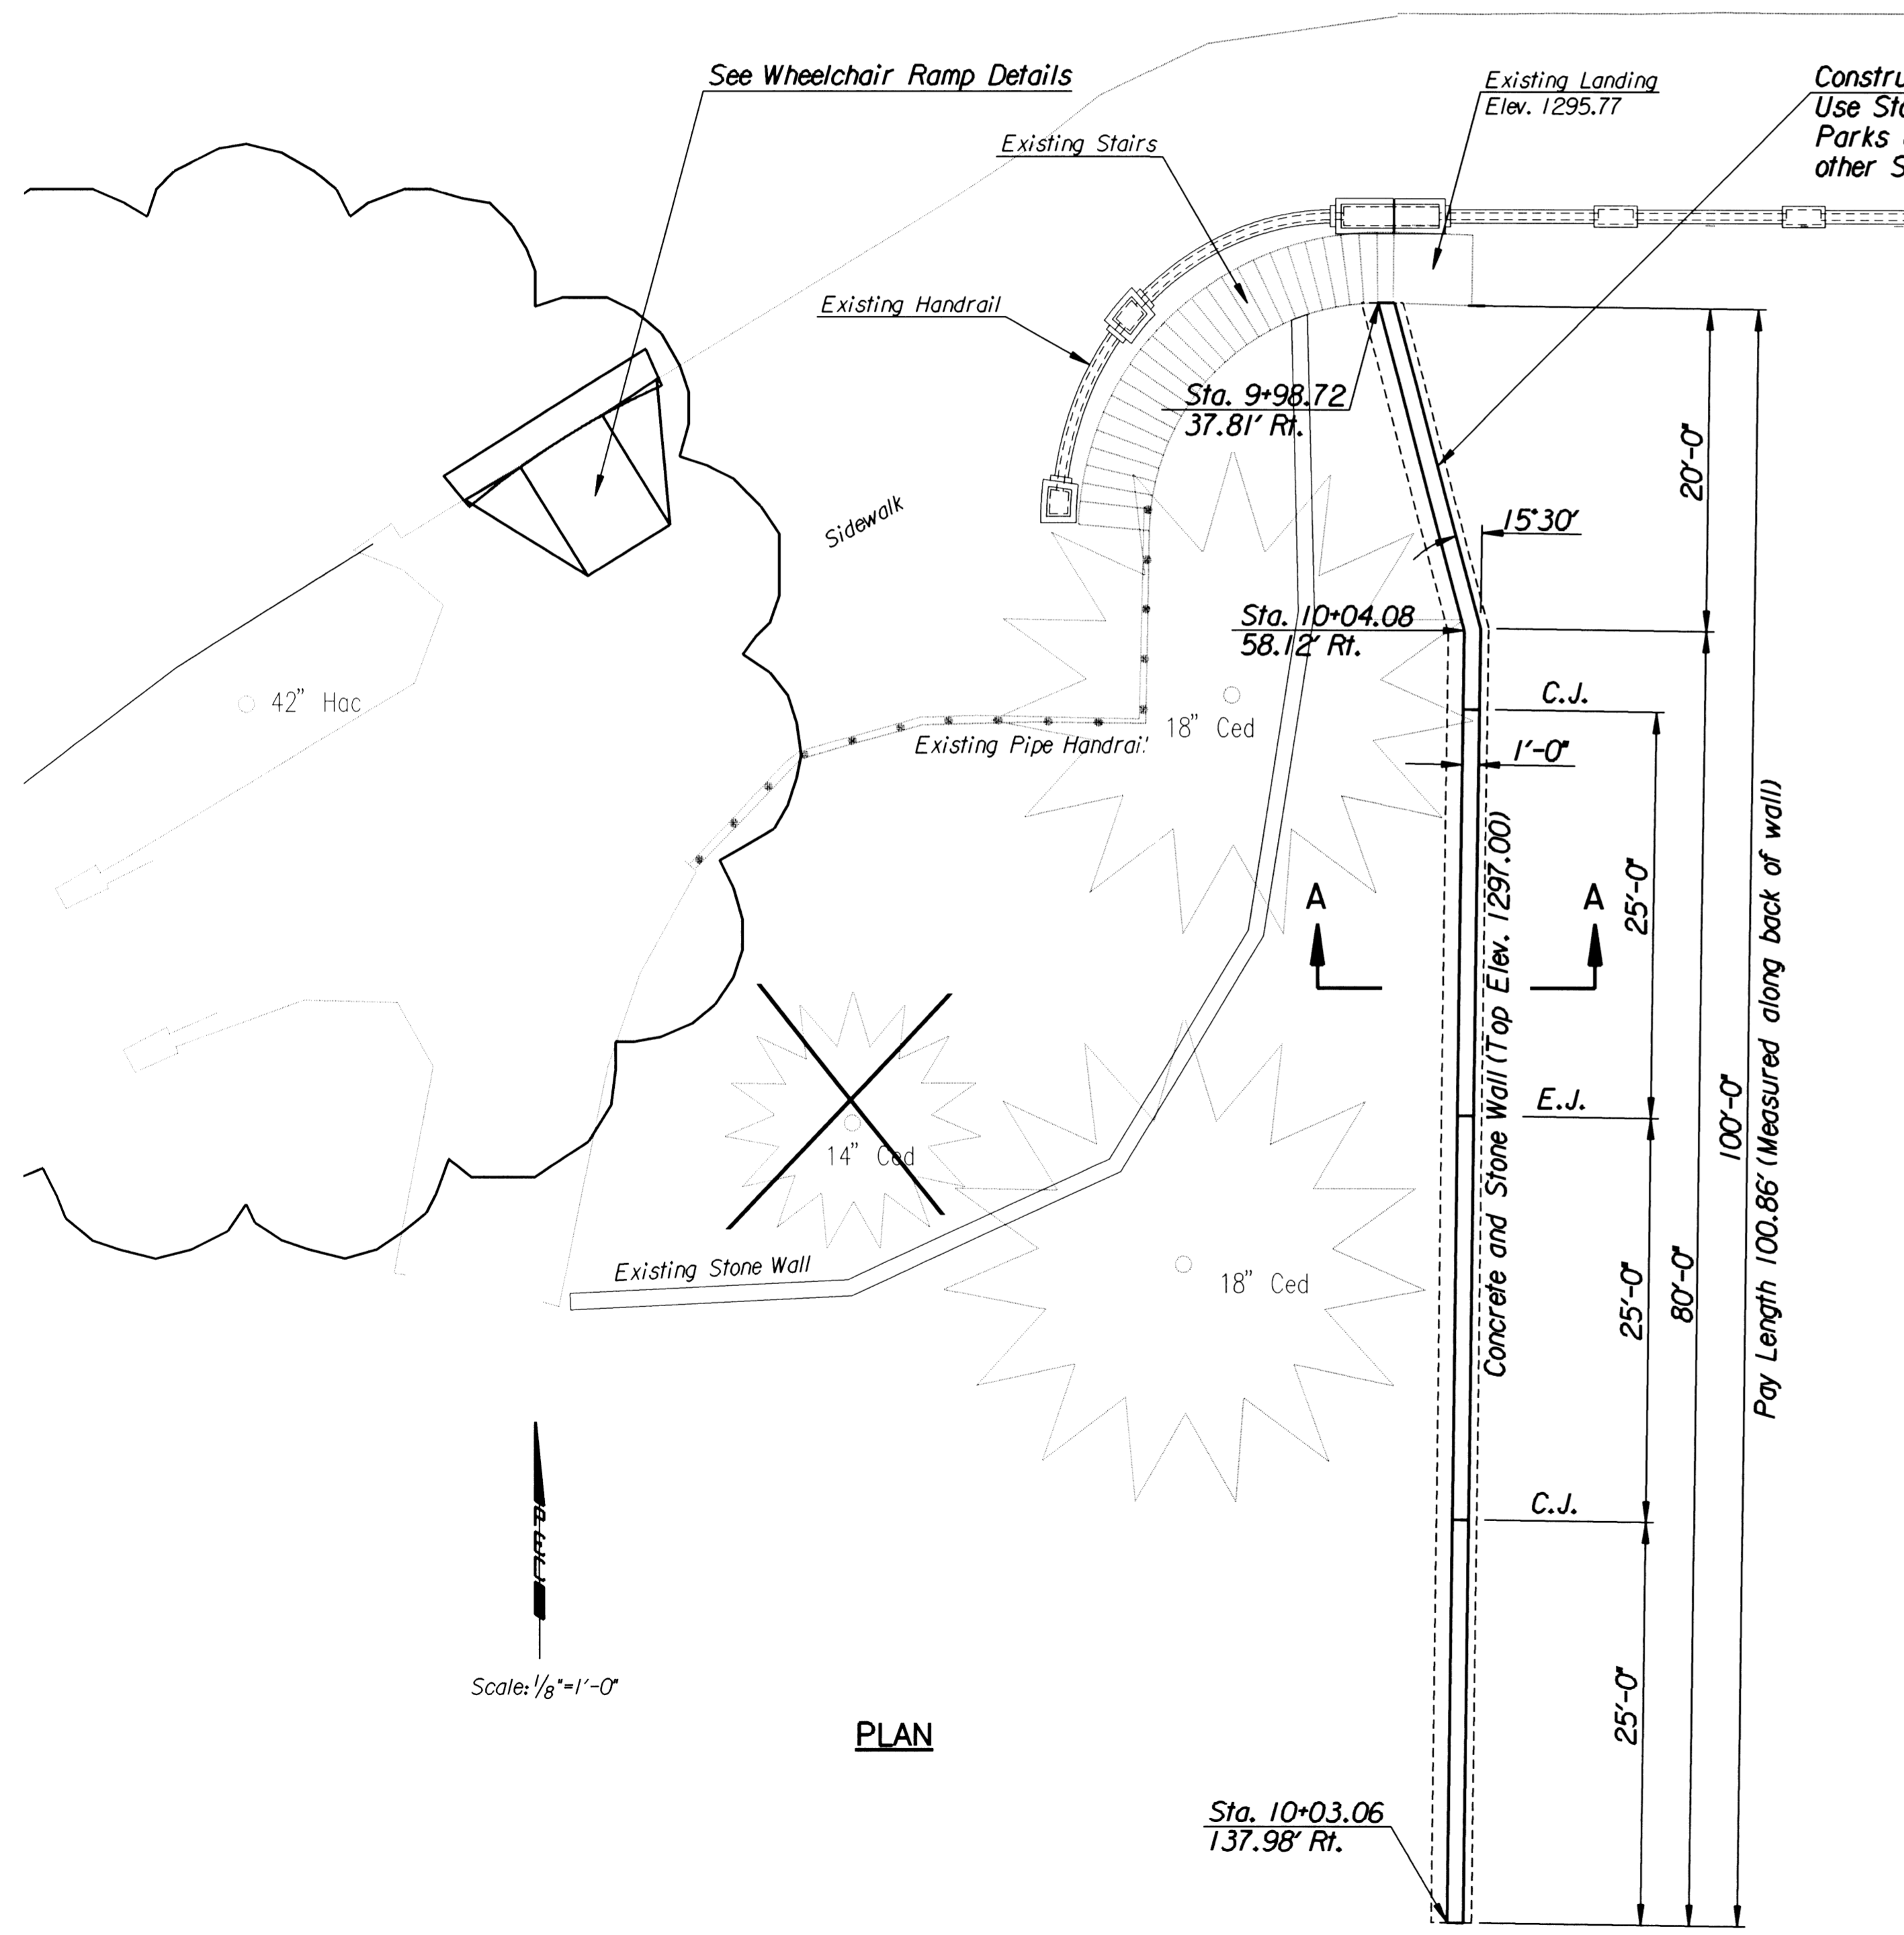 See Wheelchair Ramp Details
Existing Landing
Elev. 1295.77
Use
Parks
other
Existing Stairs
Existing Handrail
Sta. 9+98.72
37.81' Rt.
20'-0"
Sidewalk
15°30'
Sta. 10+04.08
58.12' Rt.
C.J.
42" Hac
18" Ced
Existing Pipe Handrail
1'-0"
Concrete and Stone Wall (Top Elev. 1297.00)
25'-0"
A A
Pay Length 100.86' (Measured along back of wall)
100'-0"
E.J.
14" Ced
80'-0"
25'-0"
Existing Stone Wall
18" Ced
C.J.
25'-0"
Scale: 1/8"=1'-0"
PLAN
Sta. 10+03.06
137.98' Rt.